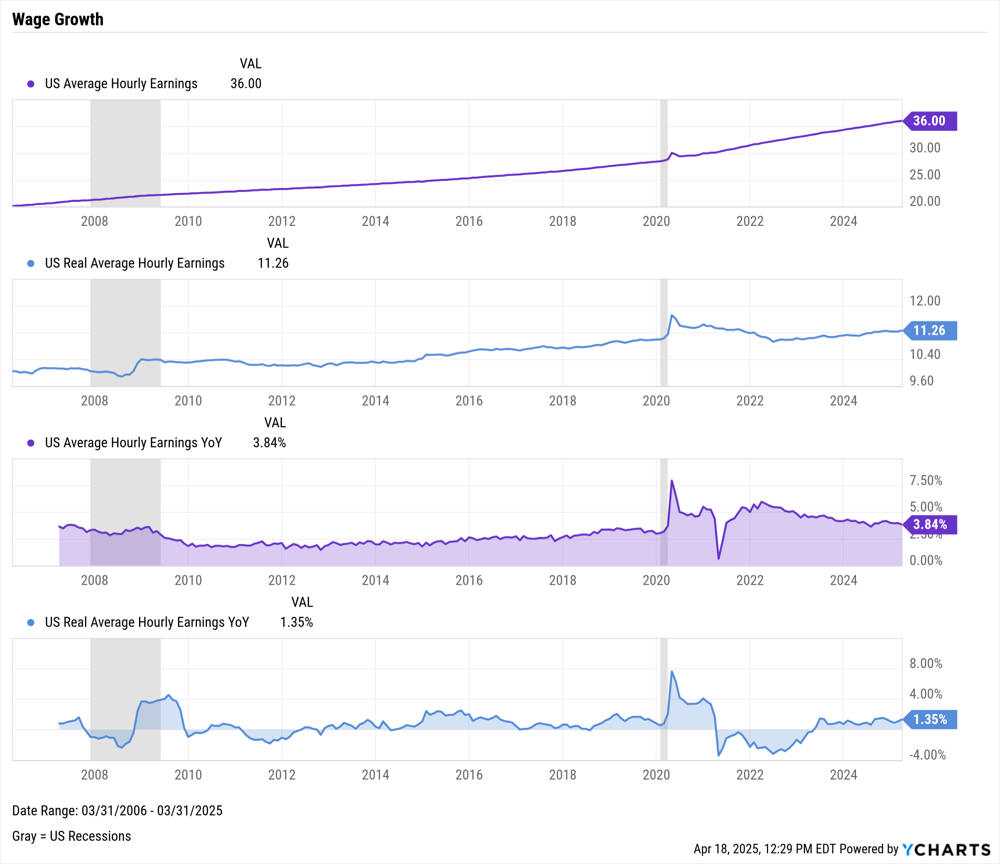 Wage Growth
VAL
US Average Hourly Earnings 36.00
36.00
30.00
25.00
20.00
2008 2010 2012 2014 2016 2018 2020 2022 2024
VAL
US Real Average Hourly Earnings 11.26
12.00
11.26
10.40
9.60
2008 2010 2012 2014 2016 2018 2020 2022 2024
VAL
US Average Hourly Earnings YoY 3.84%
7.50%
5.00%
3.84%
2.50%
0.00%
2008 2010 2012 2014 2016 2018 2020 2022 2024
VAL
US Real Average Hourly Earnings YoY 1.35%
8.00%
4.00%
1.35%
-4.00%
2008 2010 2012 2014 2016 2018 2020 2022 2024
Date Range: 03/31/2006 - 03/31/2025
Gray = US Recessions
Apr 18, 2025, 12:29 PM EDT Powered by YCHARTS